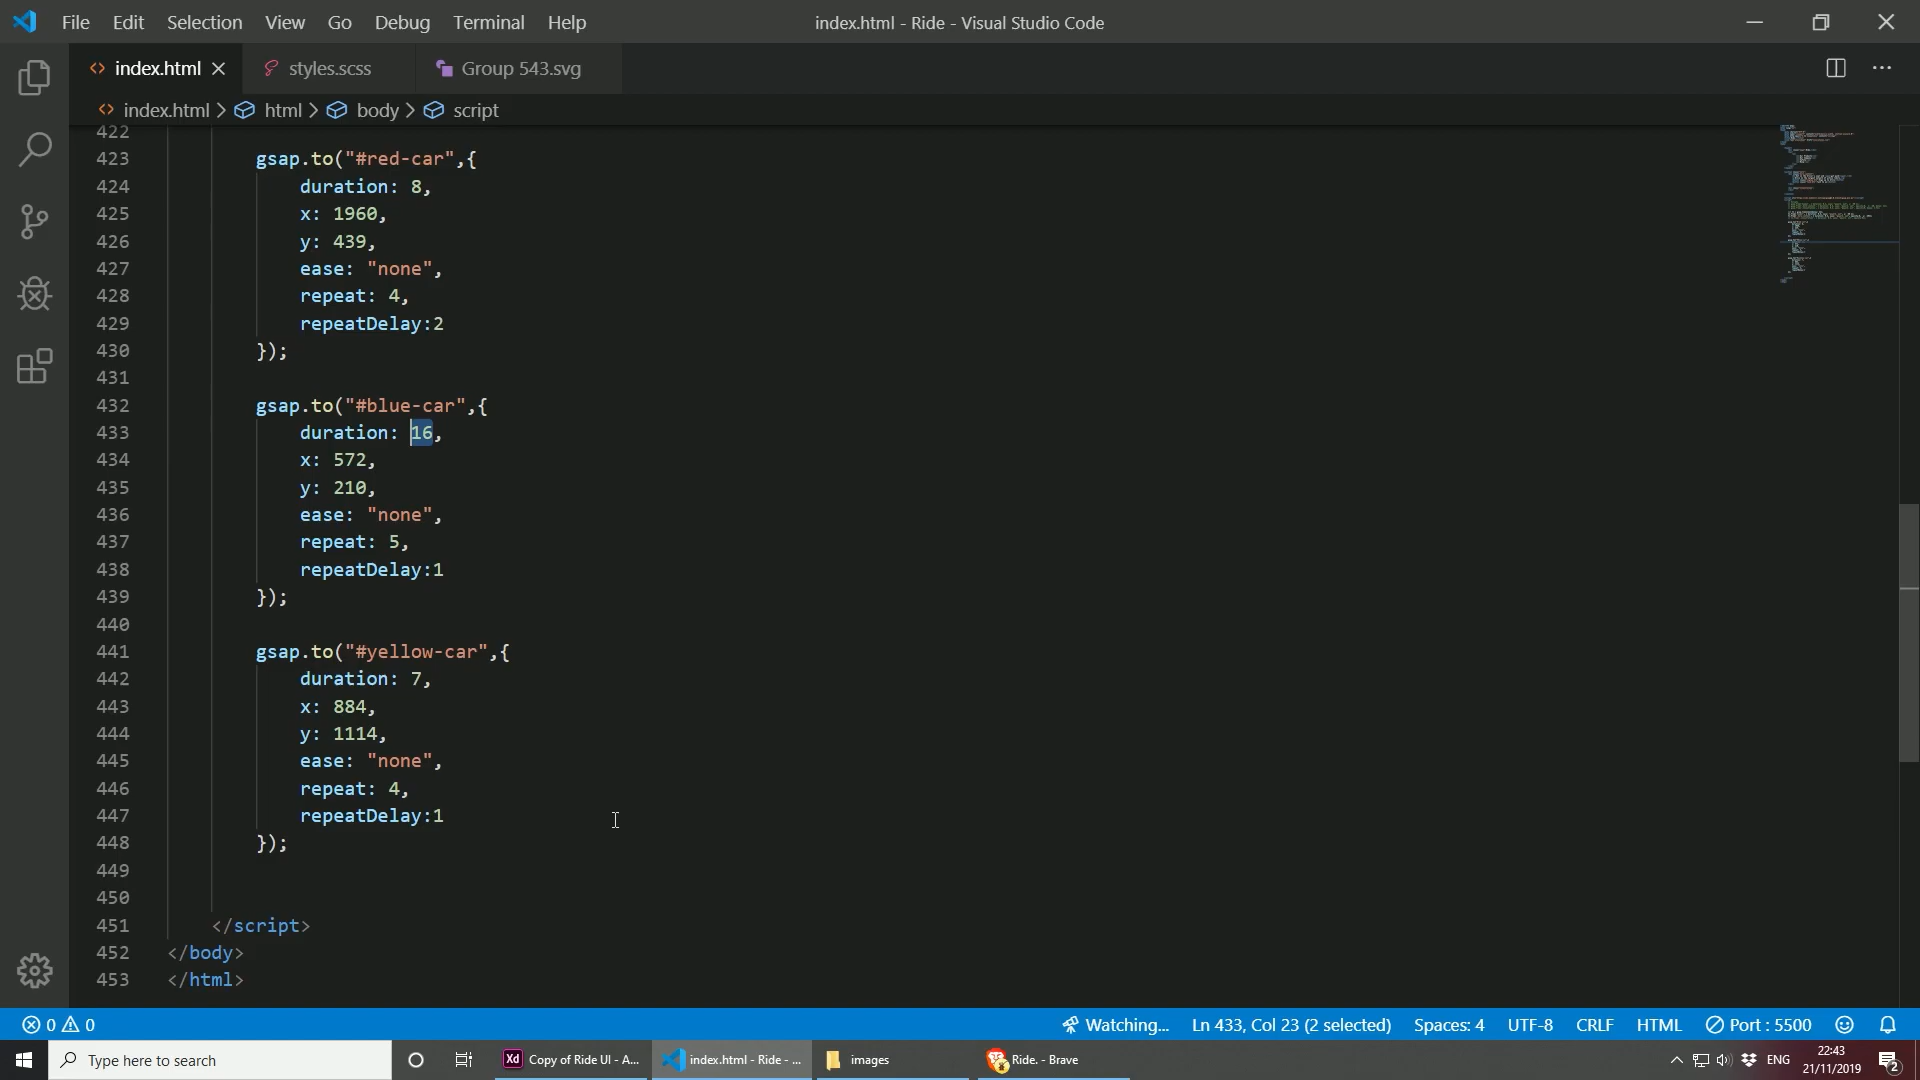 File Edit Selection View Go Debug Terminal Help
index.html - Ride - Visual Studio Code
index.html
styles.scss
Group 543.svg
index.html > html > body > script
422
423 gsap.to("#red-car",{
424 duration: 8,
425 x: 1960,
426 y: 439,
427 ease: "none",
428 repeat: 4,
429 repeatDelay:2
430 });
431
432 gsap.to("#blue-car",{
433 duration: 16,
434 x: 572,
435 y: 210,
436 ease: "none",
437 repeat: 5,
438 repeatDelay:1
439 });
440
441 gsap.to("#yellow-car",{
442 duration: 7,
443 x: 884,
444 y: 1114,
445 ease: "none",
446 repeat: 4,
447 repeatDelay:1
448 });
449
450
451 </script>
452 </body>
453 </html>
0 0 Watching... Ln 433, Col 23 (2 selected) Spaces: 4 UTF-8 CRLF HTML Port : 5500
Type here to search
Xd Copy of Ride UI - A...
index.html - Ride - ...
images
Ride. - Brave
ENG
22:43
21/11/2019
2